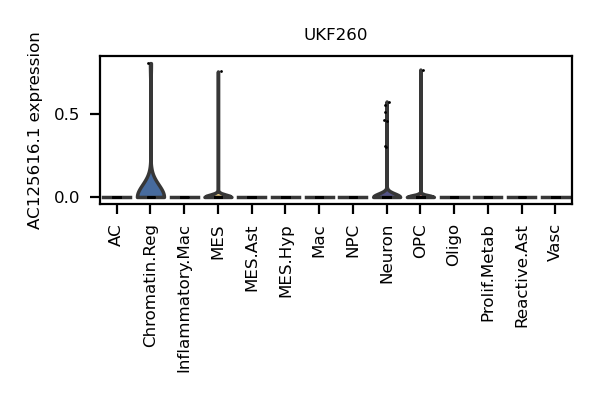 UKF260
AC125616.1 expression
0.5
0.0
AC
Chromatin.Reg
Inflammatory.Mac
MES
MES.Ast
MES.Hyp
Mac
NPC
Neuron
OPC
Oligo
Prolif.Metab
Reactive.Ast
Vasc